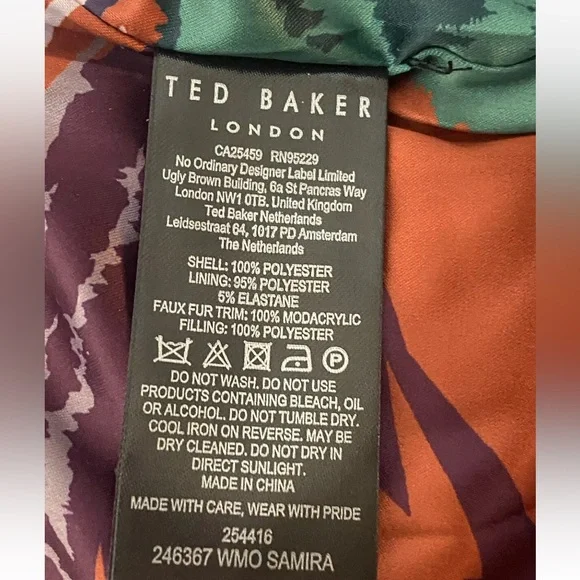 TED BAKER
LONDON
CA25459 RN95229
No Ordinary Designer Label Limited
Ugly Brown Building, 6a St Pancras Way
London NW1 0TB. United Kingdom
Ted Baker Netherlands
Leidsestraat 64, 1017 PD Amsterdam
The Netherlands
SHELL: 100% POLYESTER
LINING: 95% POLYESTER
5% ELASTANE
FAUX FUR TRIM: 100% MODACRYLIC
FILLING: 100% POLYESTER
P
DO NOT WASH. DO NOT USE
PRODUCTS CONTAINING BLEACH, OIL
OR ALCOHOL. DO NOT TUMBLE DRY.
COOL IRON ON REVERSE. MAY BE
DRY CLEANED. DO NOT DRY IN
DIRECT SUNLIGHT.
MADE IN CHINA
MADE WITH CARE, WEAR WITH PRIDE
254416
246367 WMO SAMIRA